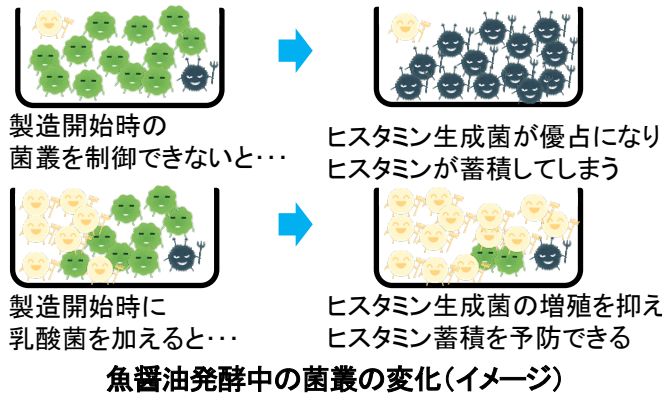 製造開始時の
菌叢を制御できないと･･･
ヒスタミン生成菌が優占になり
ヒスタミンが蓄積してしまう
製造開始時に
乳酸菌を加えると･･･
ヒスタミン生成菌の増殖を抑え
ヒスタミン蓄積を予防できる
魚醤油発酵中の菌叢の変化（イメージ）